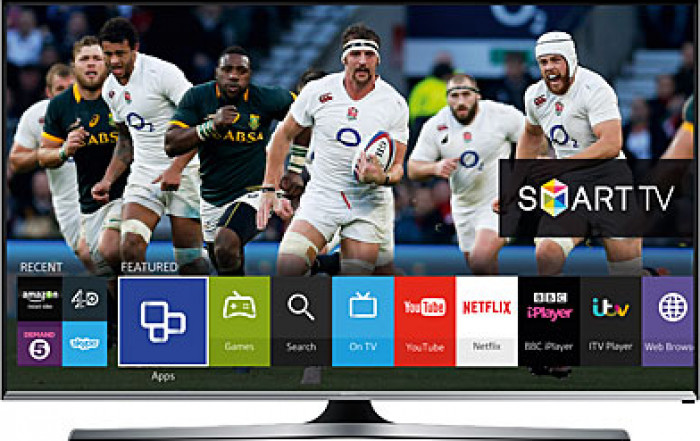 O2
O2
O2
O2
ABSA
ABSA
SMART TV
RECENT
FEATURED
amazon
4oD
DEMAND 5
skype
Apps
Games
Search
On TV
YouTube
YouTube
NETFLIX
Netflix
BBC
iPlayer
BBC iPlayer
itv
ITV Player
Web Brows